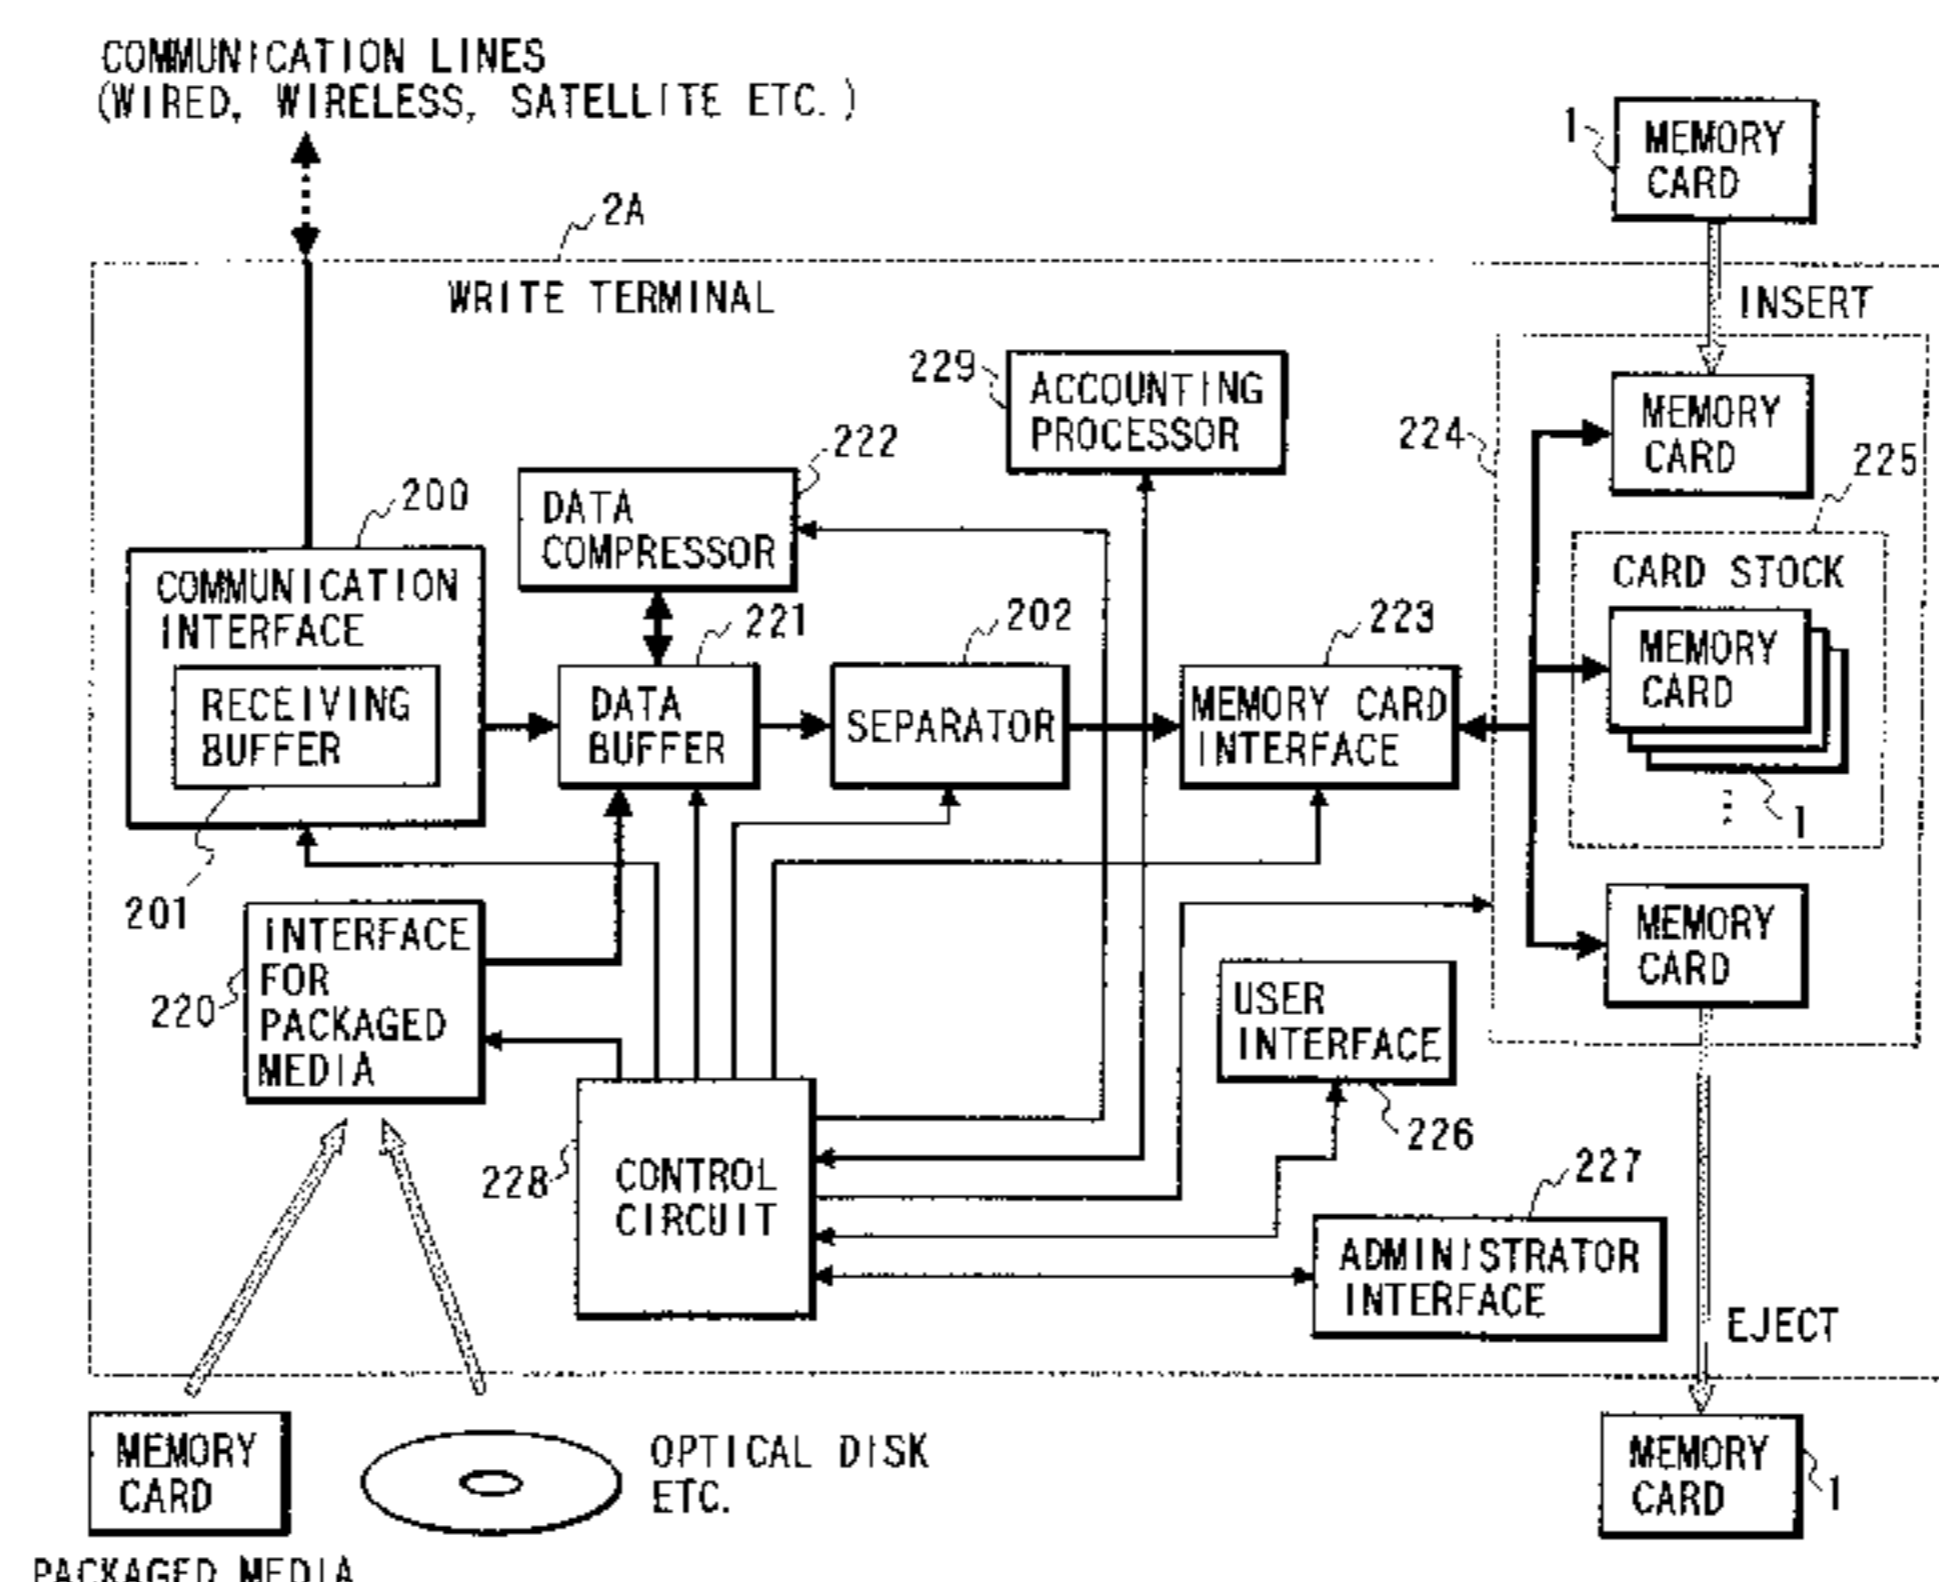 COMMUNICATION LINES
(WIRED, WIRELESS, SATELLITE ETC.)
1
MEMORY
CARD
2A
WRITE TERMINAL
INSERT
229
ACCOUNTING
PROCESSOR
224
MEMORY
CARD
225
222
DATA
COMPRESSOR
200
COMMUNICATION
INTERFACE
RECEIVING
BUFFER
201
221
DATA
BUFFER
202
SEPARATOR
223
MEMORY CARD
INTERFACE
CARD STOCK
MEMORY
CARD
1
MEMORY
CARD
INTERFACE
FOR
PACKAGED
MEDIA
220
USER
INTERFACE
226
228
CONTROL
CIRCUIT
227
ADMINISTRATOR
INTERFACE
EJECT
MEMORY
CARD
OPTICAL DISK
ETC.
MEMORY
CARD
1
PACKAGED MEDIA